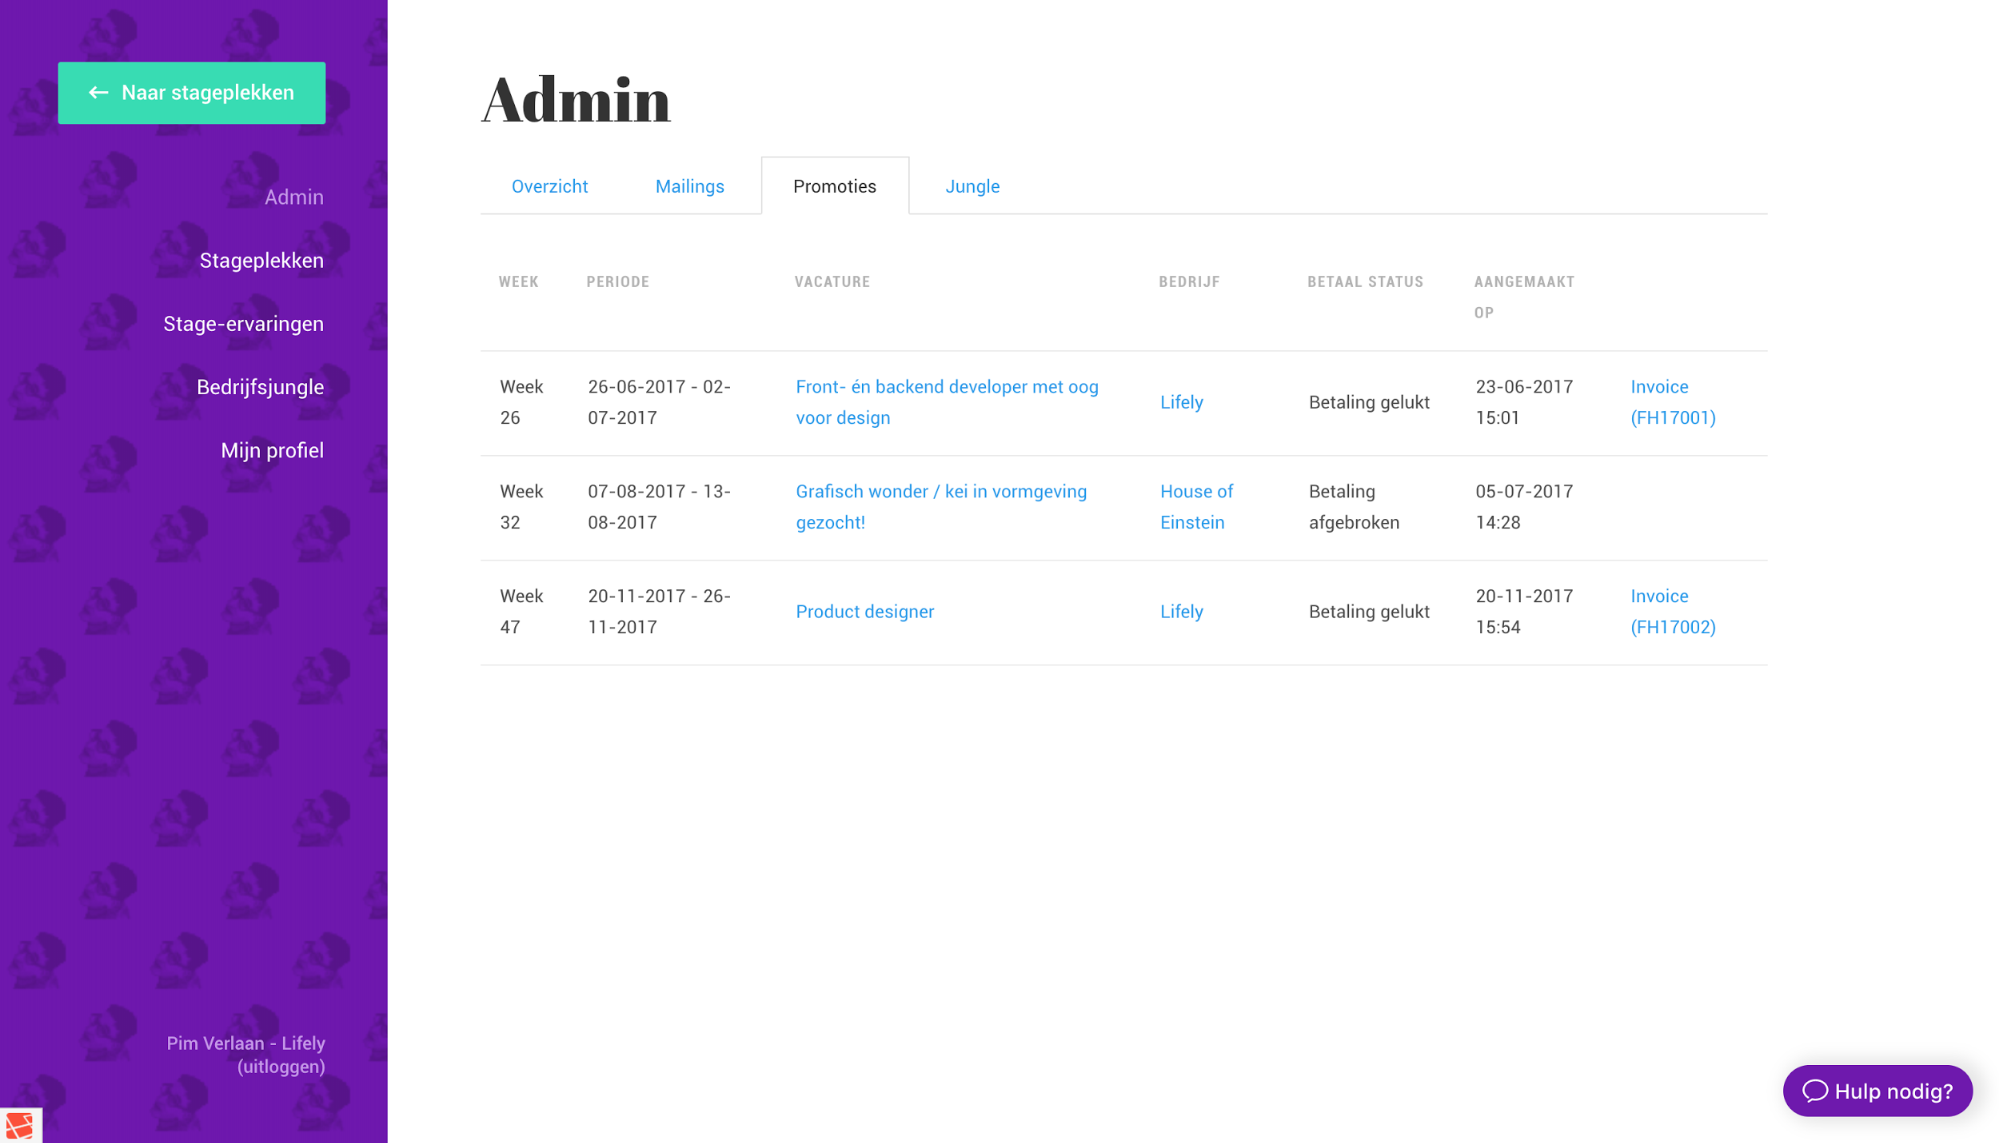 ← Naar stageplekken
Admin
Stageplekken
Stage-ervaringen
Bedrijfsjungle
Mijn profiel
Pim Verlaan - Lifely
(uitloggen)
Admin
Overzicht Mailings Promoties Jungle
WEEK PERIODE VACATURE BEDRIJF BETAAL STATUS AANGEMAAKT
OP
Week 26-06-2017 - 02- Front- én backend developer met oog Lifely Betaling gelukt 23-06-2017 Invoice
26 07-2017 voor design 15:01 (FH17001)
Week 07-08-2017 - 13- Grafisch wonder / kei in vormgeving House of Betaling 05-07-2017
32 08-2017 gezocht! Einstein afgebroken 14:28
Week 20-11-2017 - 26- Product designer Lifely Betaling gelukt 20-11-2017 Invoice
47 11-2017 15:54 (FH17002)
Hulp nodig?